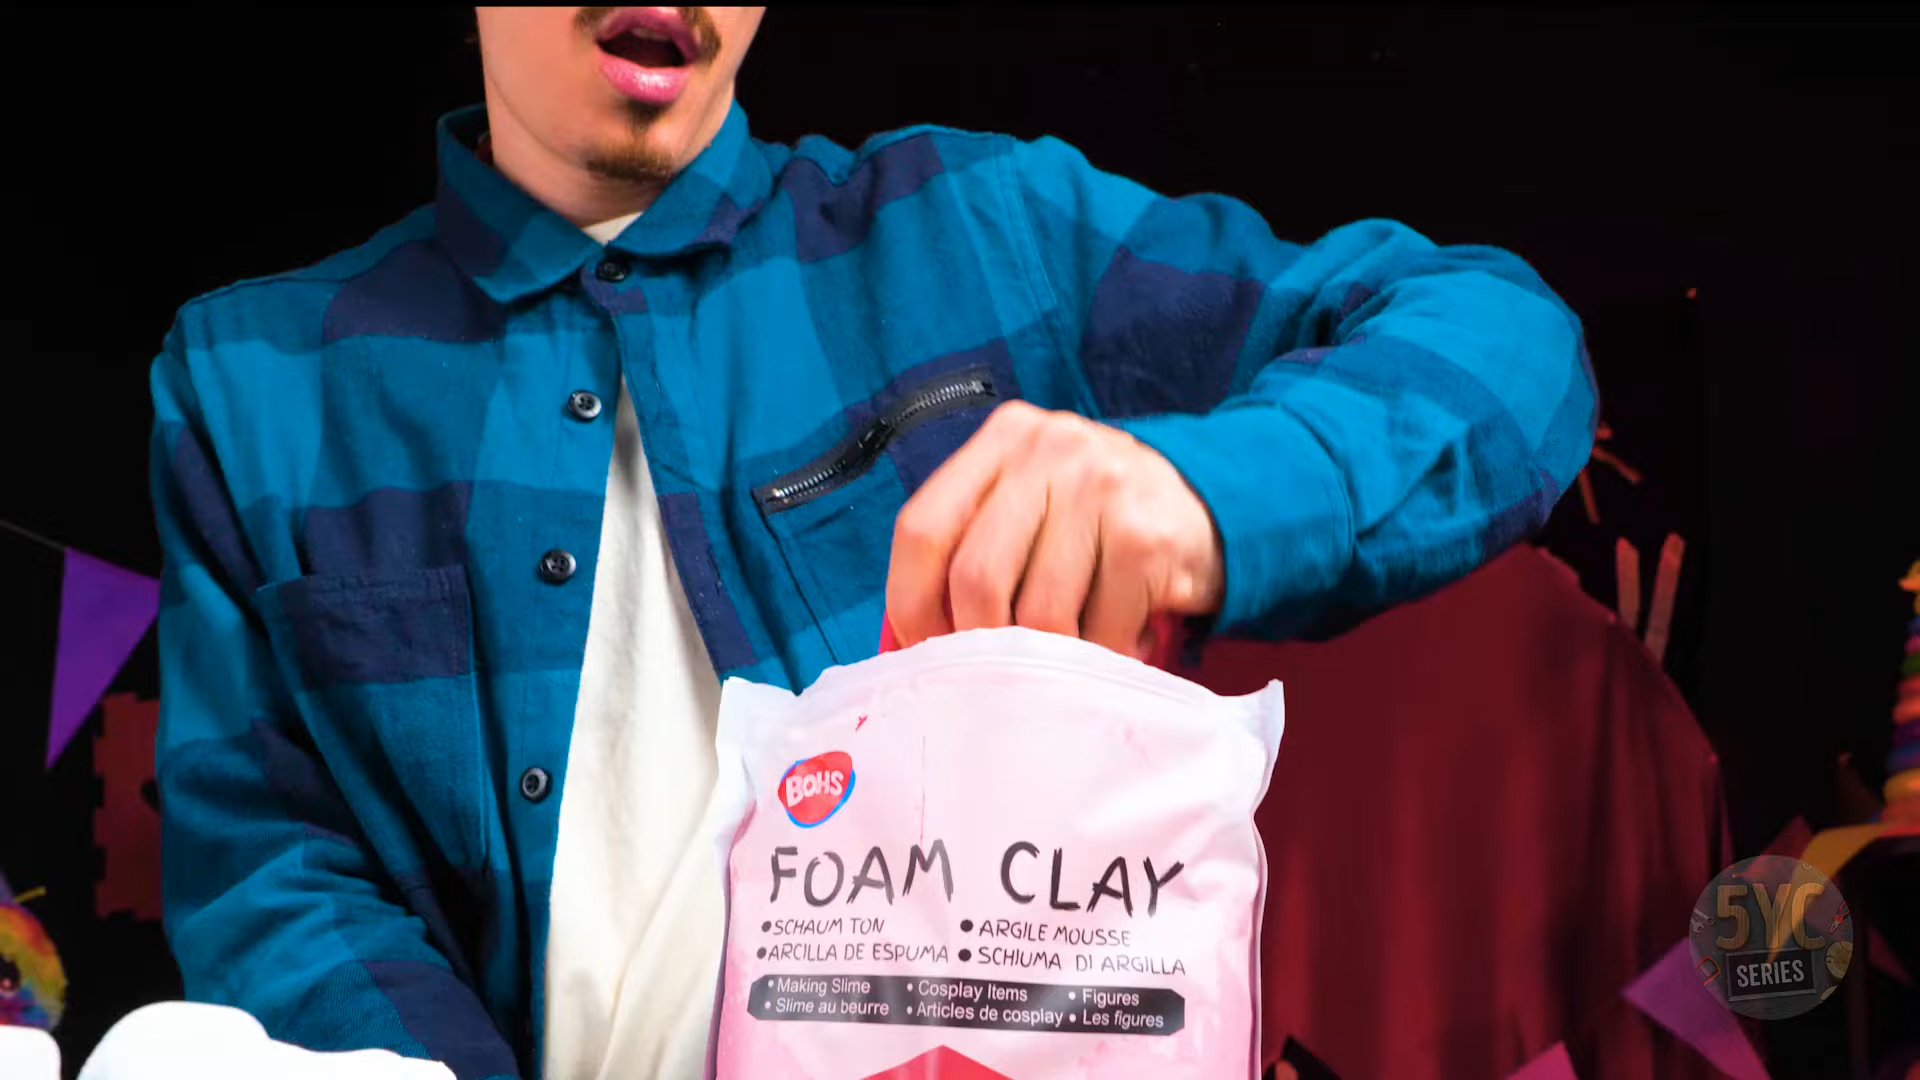 BOHS
FOAM CLAY
•SCHAUM TON •ARGILE MOUSSE
•ARCILLA DE ESPUMA •SCHIUMA DI ARGILLA
•Making Slime •Cosplay Items •Figures
•Slime au beurre •Articles de cosplay •Les figures
5YC
SERIES